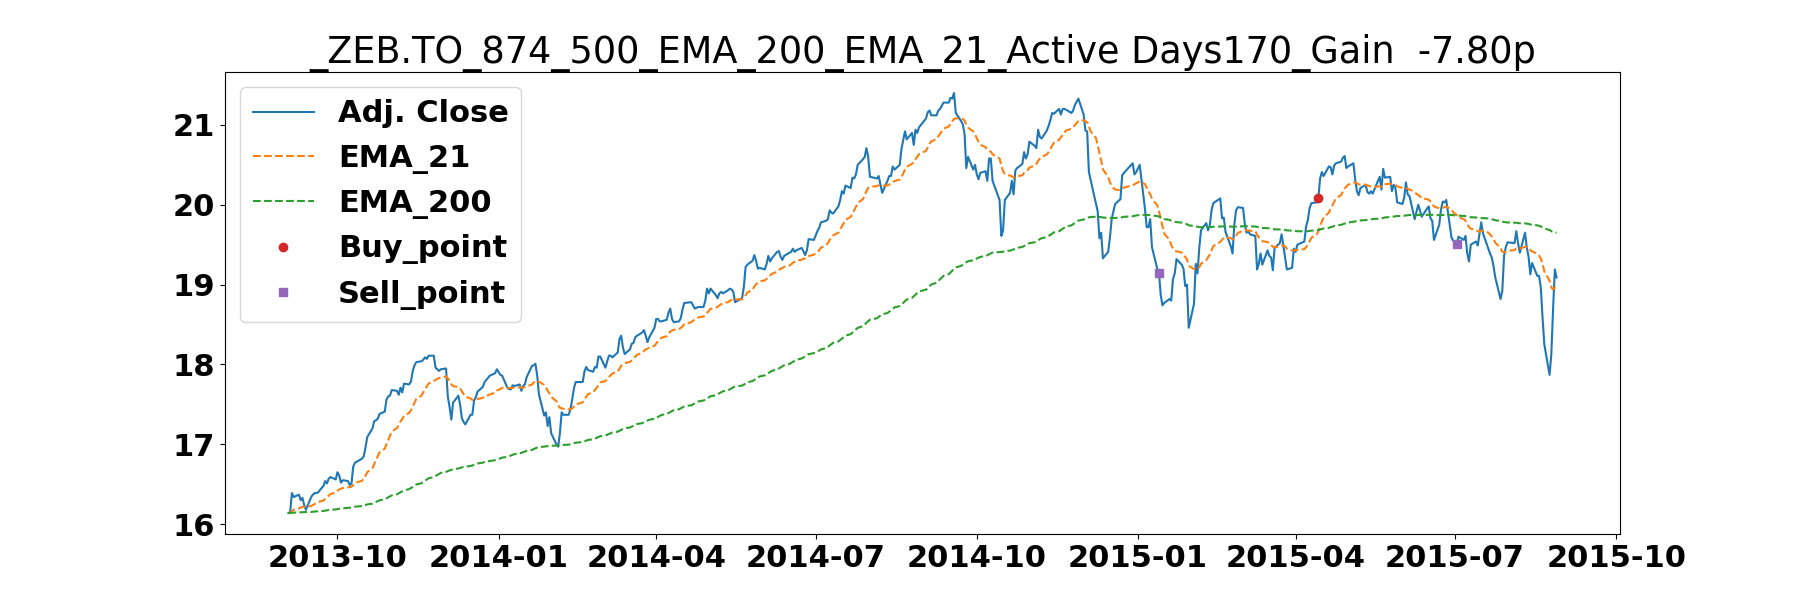 _ZEB.TO_874_500_EMA_200_EMA_21_Active Days170_Gain  -7.80p
Adj. Close
EMA_21
EMA_200
Buy_point
Sell_point
21
20
19
18
17
16
2013-10 2014-01 2014-04 2014-07 2014-10 2015-01 2015-04 2015-07 2015-10